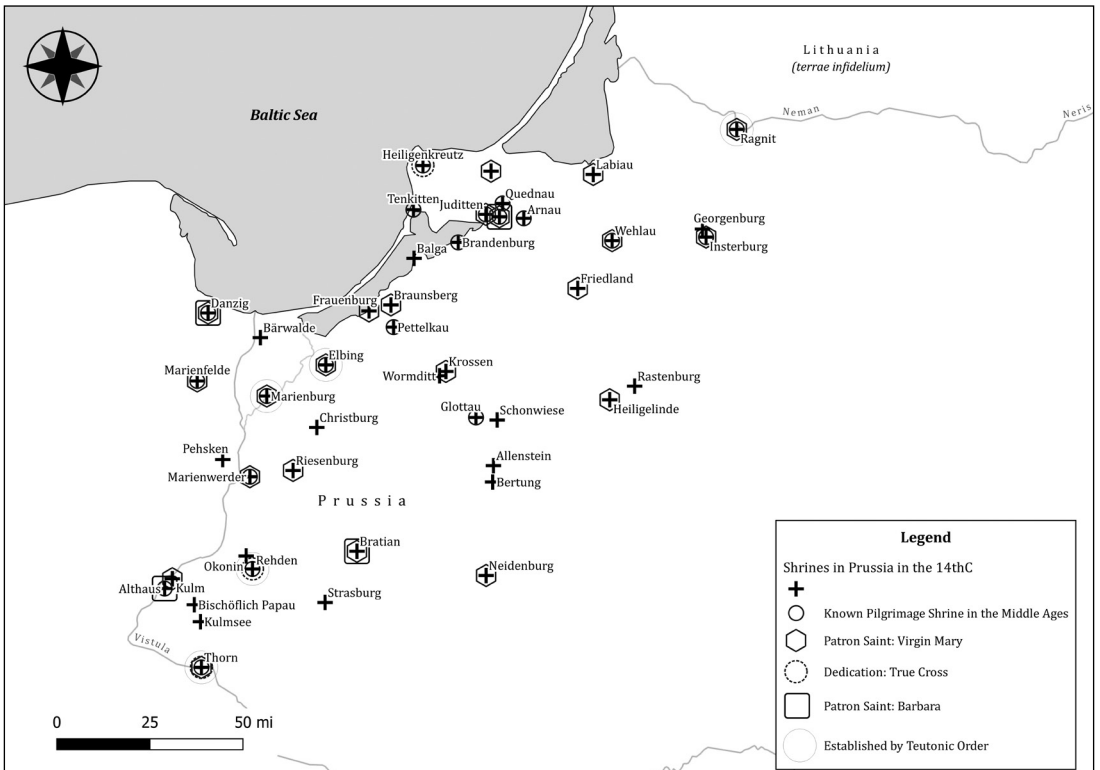 Lithuania
(terrae infidelium)
Baltic Sea
Neman
Neris
Ragnit
Heiligenkreutz
Labiau
Quednau
Tenkitten
Juditten
Arnau
Georgenburg
Wehlau
Insterburg
Brandenburg
Balga
Friedland
Braunsberg
Frauenburg
Danzig
Pettelkau
Bärwalde
Elbing
Krossen
Marienfelde
Wormditt
Rastenburg
Marienburg
Heiligelinde
Glottau
Schonwiese
Christburg
Pehsken
Allenstein
Riesenburg
Marienwerder
Bertung
Prussia
Bratian
Rehden
Okonin
Neidenburg
Althaus
Kulm
Strasburg
Bischöflich Papau
Kulmsee
Vistula
Thorn
0 25 50 mi
Legend
Shrines in Prussia in the 14thC
Known Pilgrimage Shrine in the Middle Ages
Patron Saint: Virgin Mary
Dedication: True Cross
Patron Saint: Barbara
Established by Teutonic Order